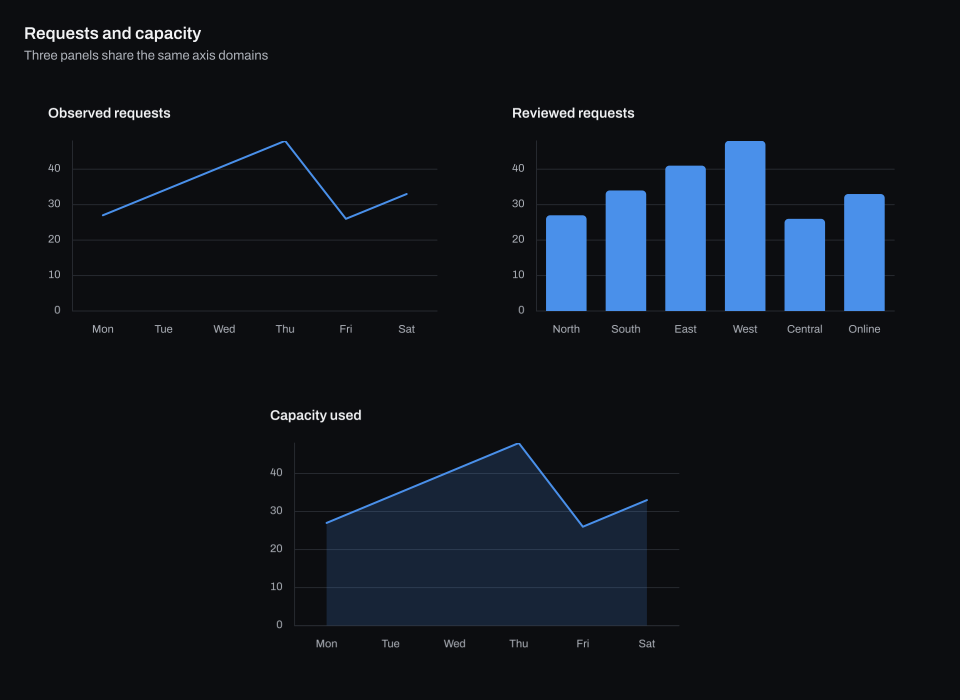 Requests and capacity
Three panels share the same axis domains
Observed requests
40
30
20
10
0
Mon Tue Wed Thu Fri Sat
Reviewed requests
40
30
20
10
0
North South East West Central Online
Capacity used
40
30
20
10
0
Mon Tue Wed Thu Fri Sat